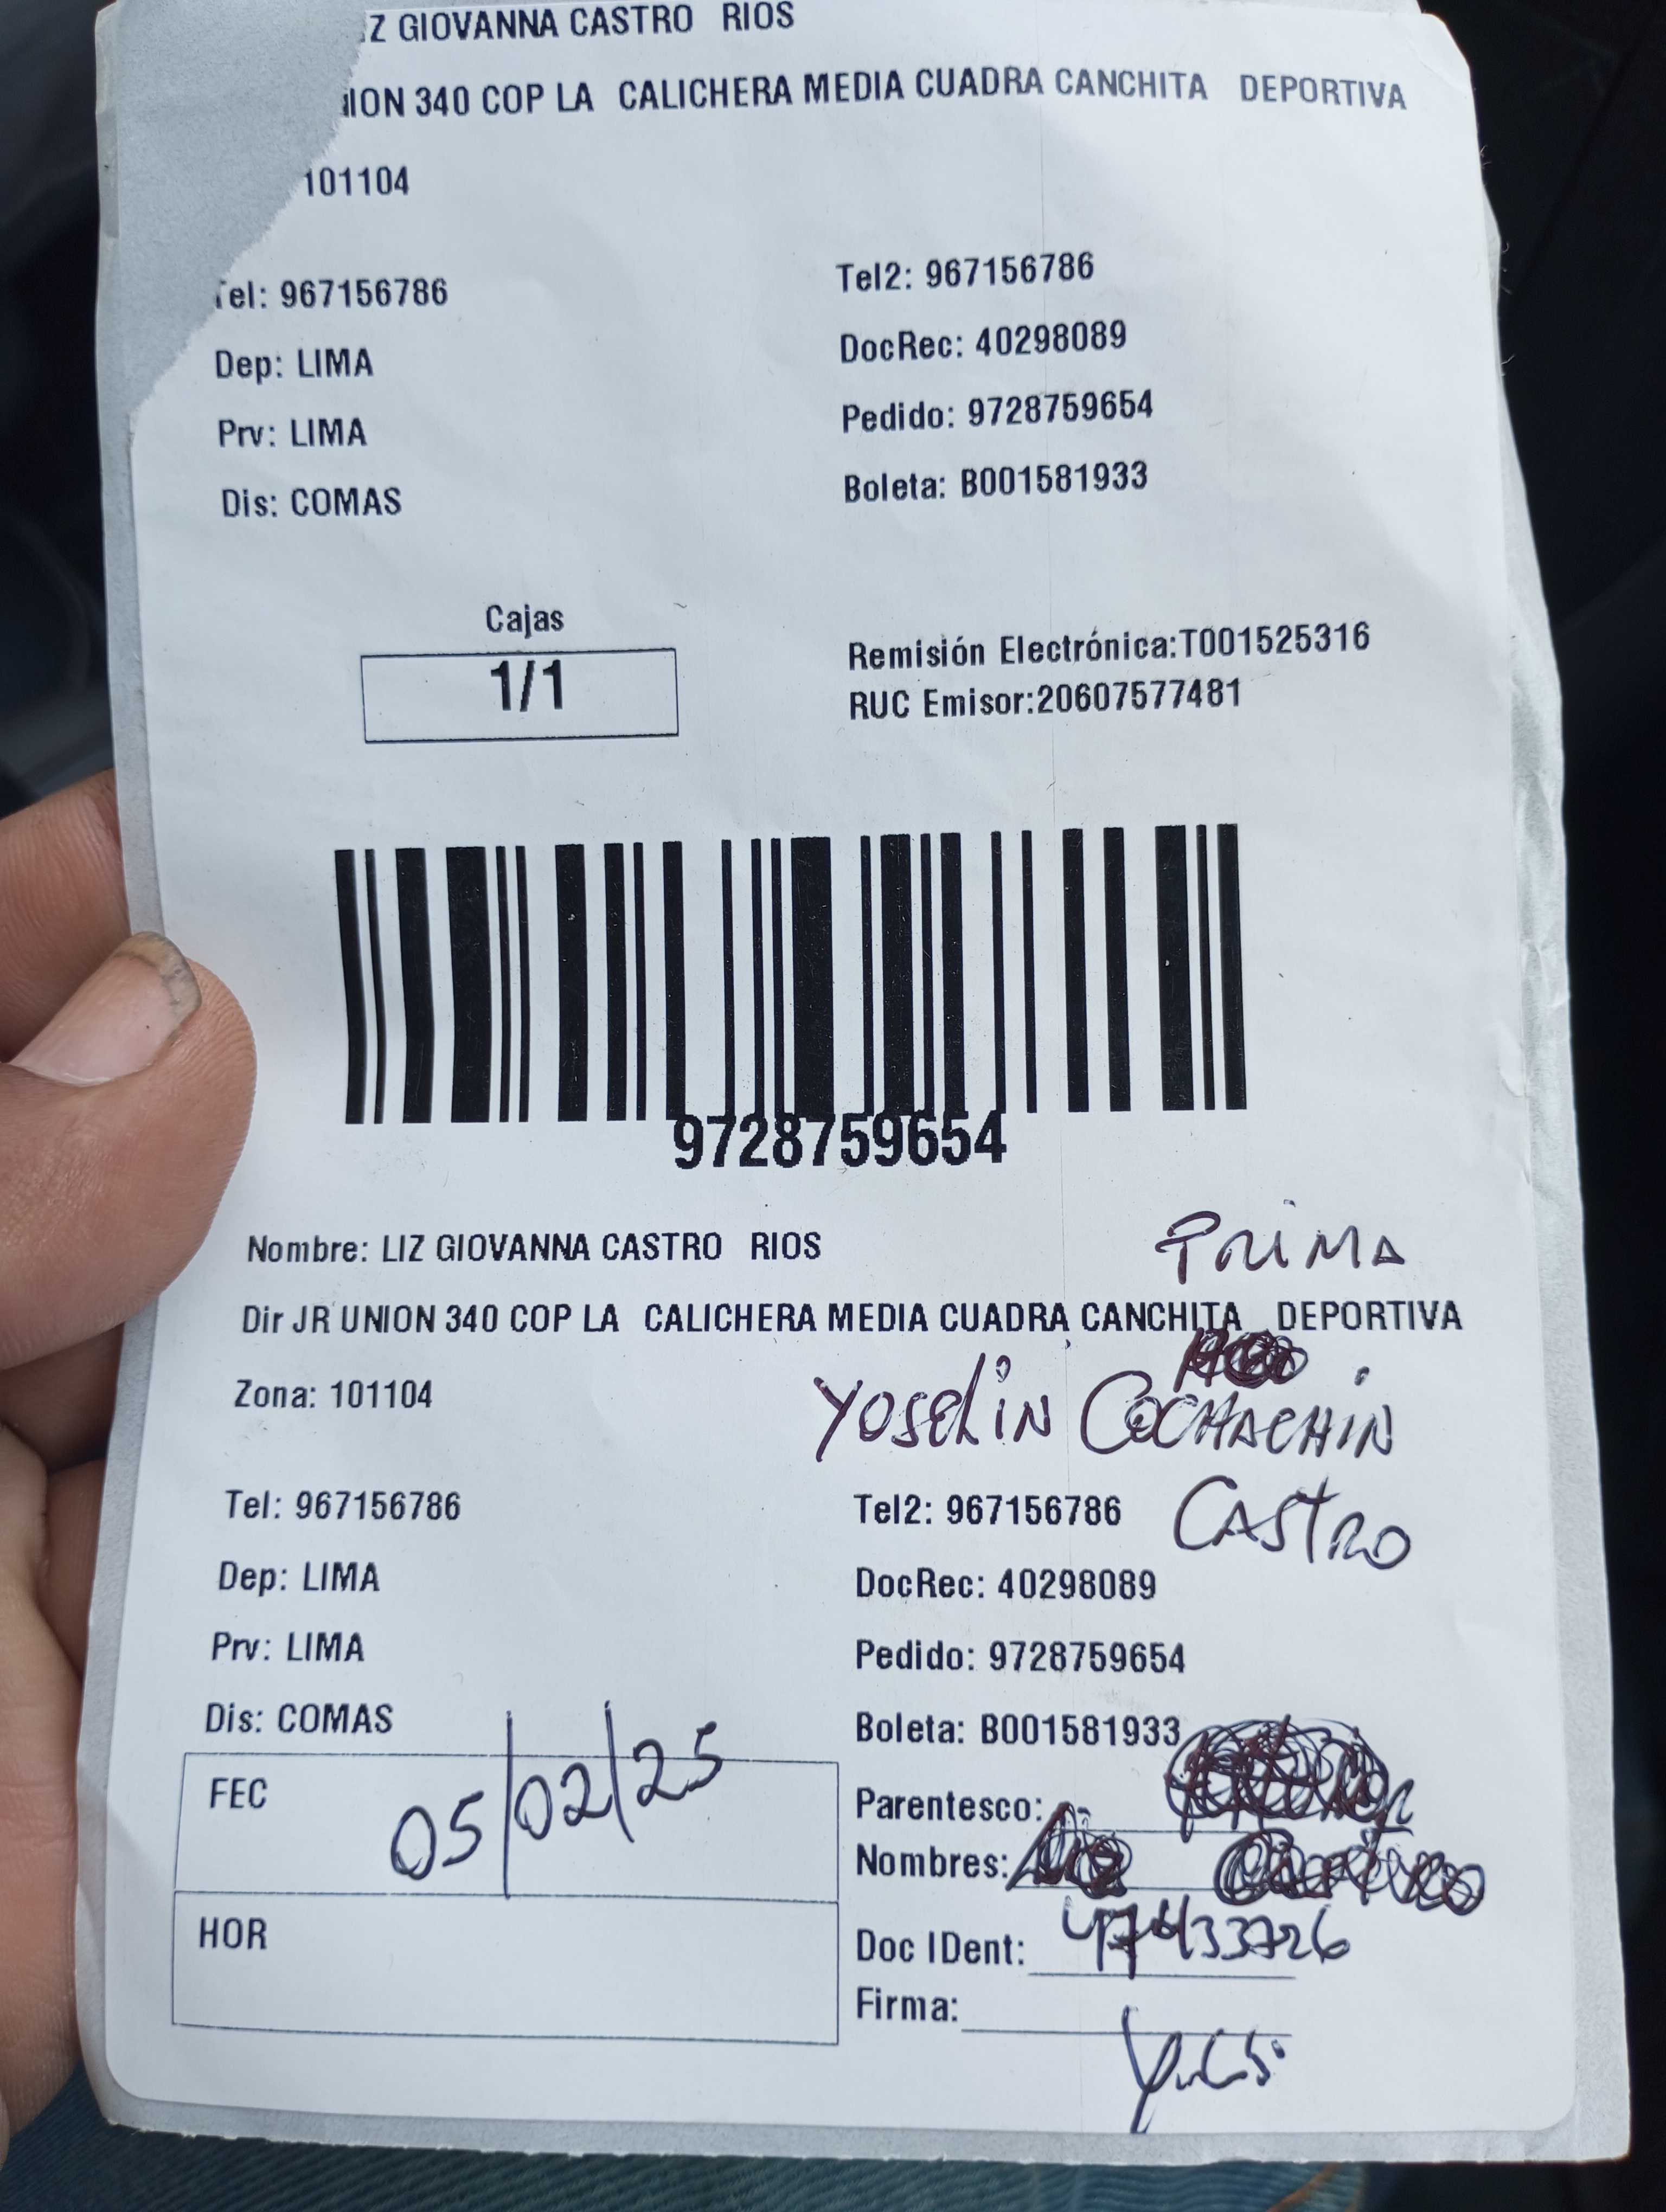 IZ GIOVANNA CASTRO RIOS
ION 340 COP LA CALICHERA MEDIA CUADRA CANCHITA DEPORTIVA
101104
Tel: 967156786 Tel2: 967156786
Dep: LIMA DocRec: 40298089
Prv: LIMA Pedido: 9728759654
Dis: COMAS Boleta: B001581933
Cajas
1/1
Remisión Electrónica:T001525316
RUC Emisor:20607577481
9728759654
Nombre: LIZ GIOVANNA CASTRO RIOS PRiMA
Dir JR UNION 340 COP LA CALICHERA MEDIA CUADRA CANCHITA DEPORTIVA
Zona: 101104 YOSELIN COCHACHIN
Tel: 967156786 Tel2: 967156786 CASTRO
Dep: LIMA DocRec: 40298089
Prv: LIMA Pedido: 9728759654
Dis: COMAS Boleta: B001581933
FEC 05/02/25
Parentesco:
Nombres:
HOR
Doc IDent:
Firma: